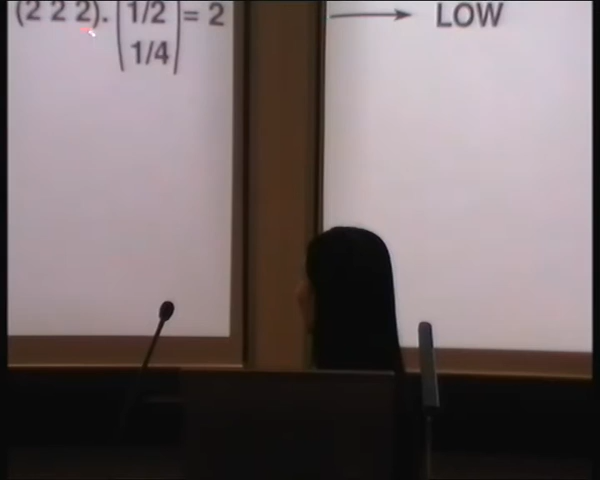 (2 2 2). (1/2 = 2 → LOW
1/4)